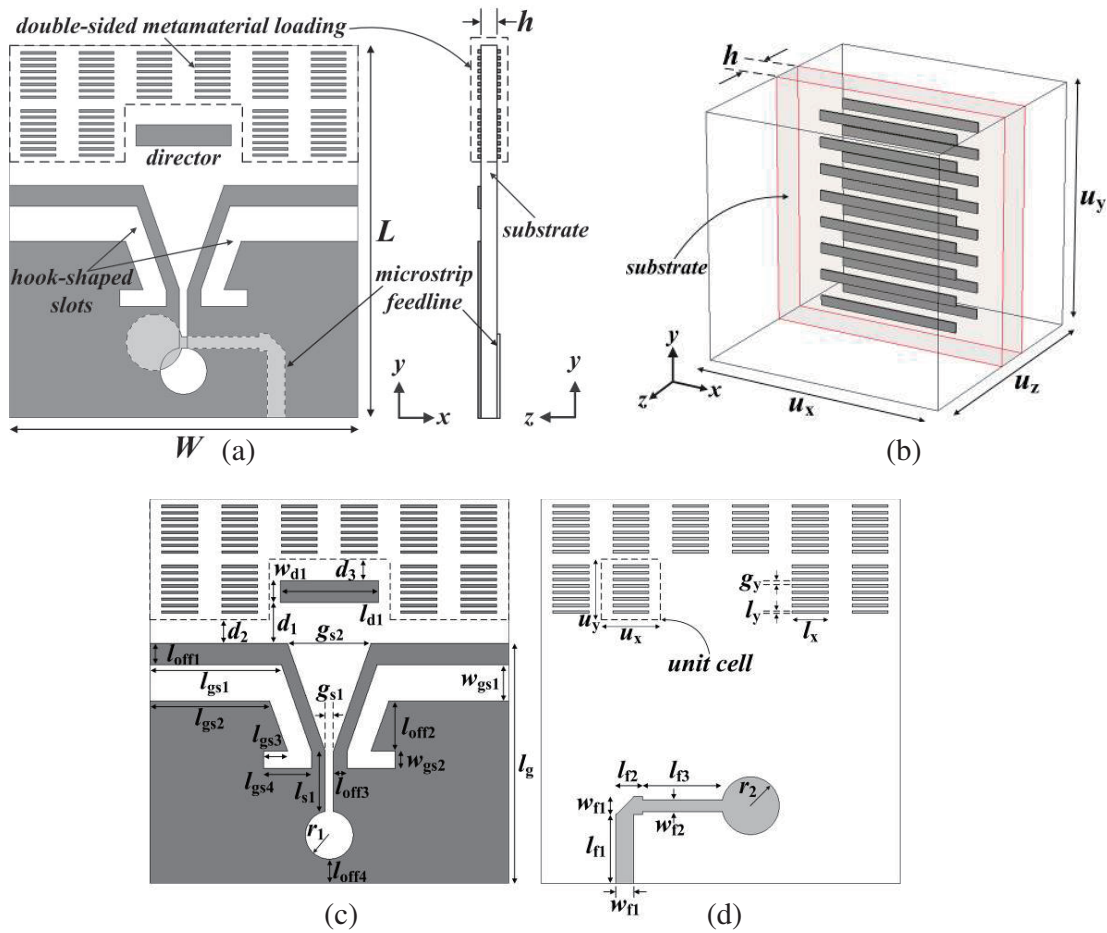 double-sided metamaterial loading
h
director
L
substrate
hook-shaped
slots
microstrip
feedline
y
x
y
z
W
(a)
h
substrate
u_y
y
x
z
u_x
u_z
(b)
w_d1
d_3
l_d1
d_1
d_2
g_s2
l_off1
l_gs1
w_gs1
g_s1
l_gs2
l_off2
l_gs3
w_gs2
l_gs4
l_s1
l_off3
l_g
r_1
l_off4
(c)
g_y
l_y
l_x
u_y
u_x
unit cell
l_f2
l_f3
r_2
w_f1
w_f2
l_f1
w_f1
(d)